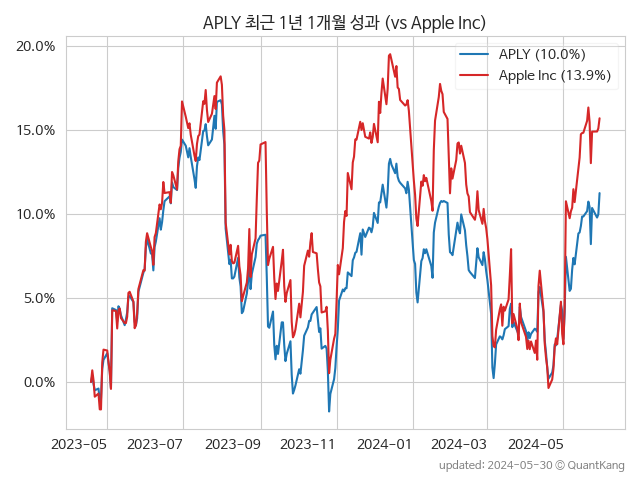 APLY 최근 1년 1개월 성과 (vs Apple Inc)
20.0%
15.0%
10.0%
5.0%
0.0%
APLY (10.0%)
Apple Inc (13.9%)
2023-05 2023-07 2023-09 2023-11 2024-01 2024-03 2024-05
updated: 2024-05-30 © QuantKang